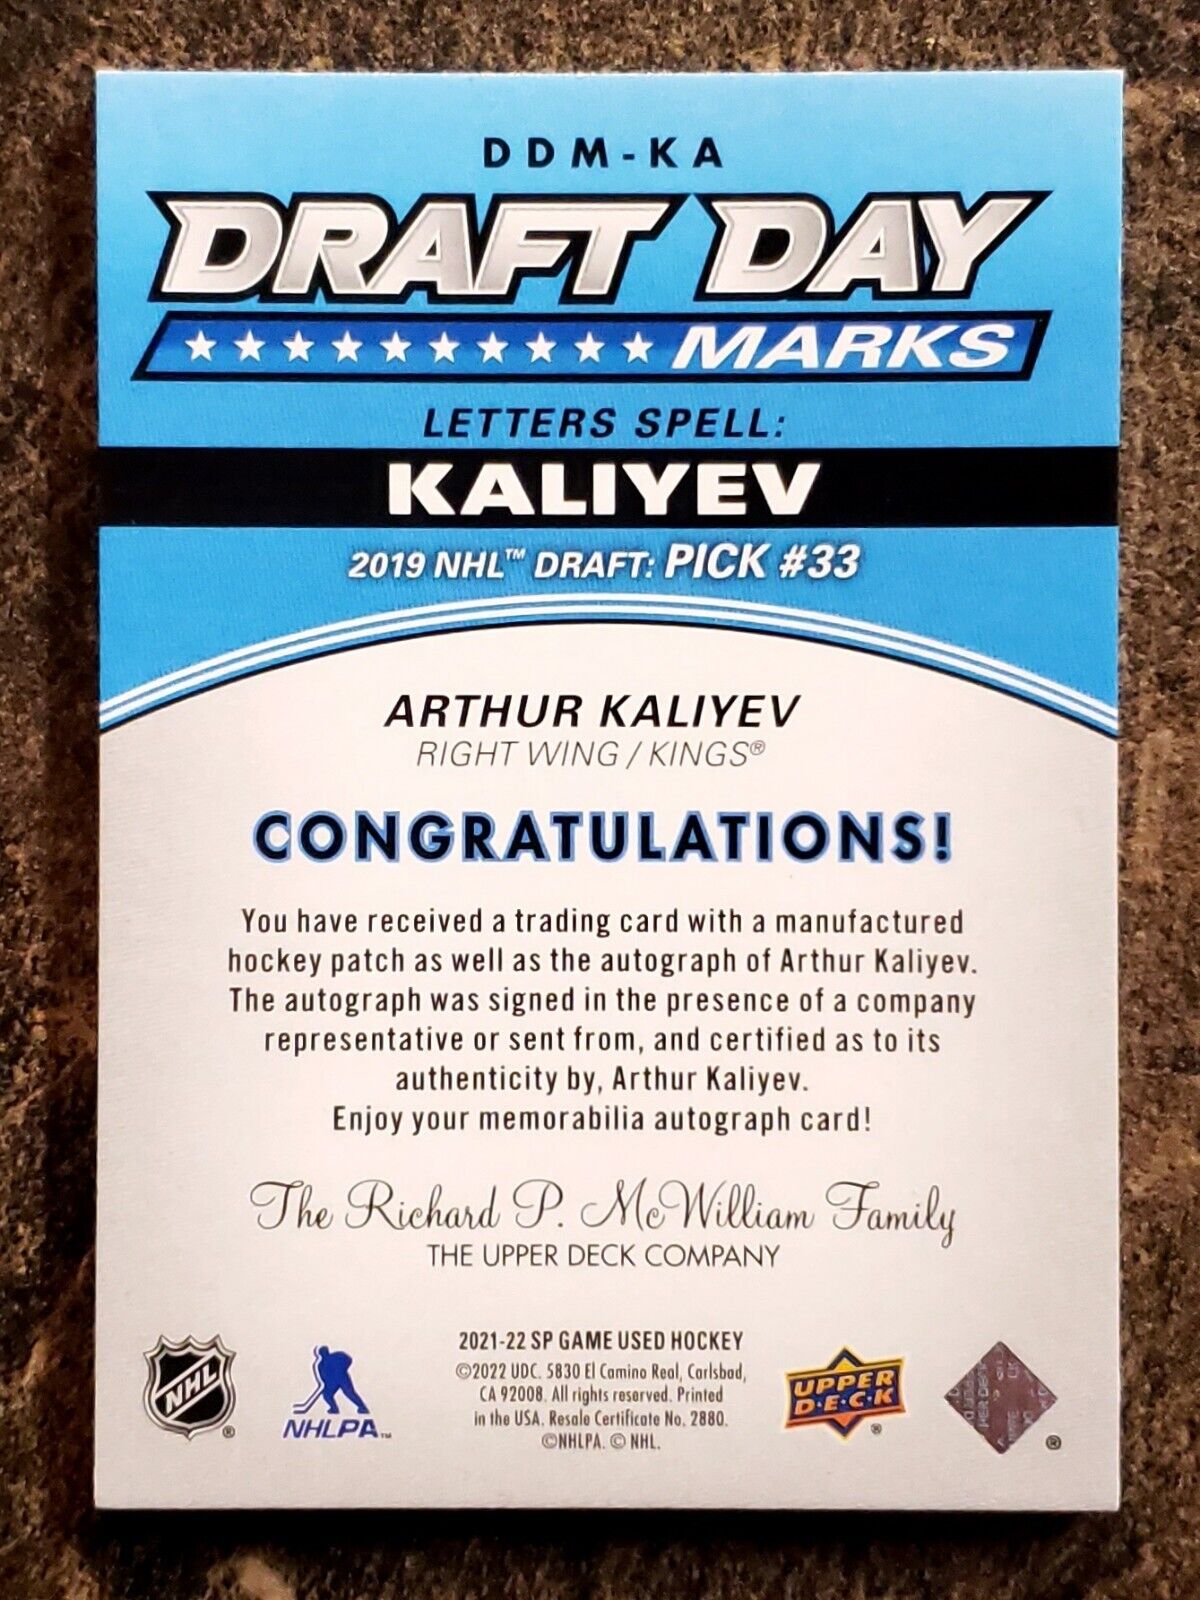 DDM-KA
DRAFT DAY
MARKS
LETTERS SPELL:
KALIYEV
2019 NHL™ DRAFT: PICK #33
ARTHUR KALIYEV
RIGHT WING / KINGS®
CONGRATULATIONS!
You have received a trading card with a manufactured
hockey patch as well as the autograph of Arthur Kaliyev.
The autograph was signed in the presence of a company
representative or sent from, and certified as to its
authenticity by, Arthur Kaliyev.
Enjoy your memorabilia autograph card!
The Richard P. McWilliam Family
THE UPPER DECK COMPANY
NHL ®
NHLPA™
2021-22 SP GAME USED HOCKEY
©2022 UDC. 5830 El Camino Real, Carlsbad,
CA 92008. All rights reserved. Printed
in the USA. Resale Certificate No. 2880.
©NHLPA. © NHL.
UPPER
D·E·C·K ®
®